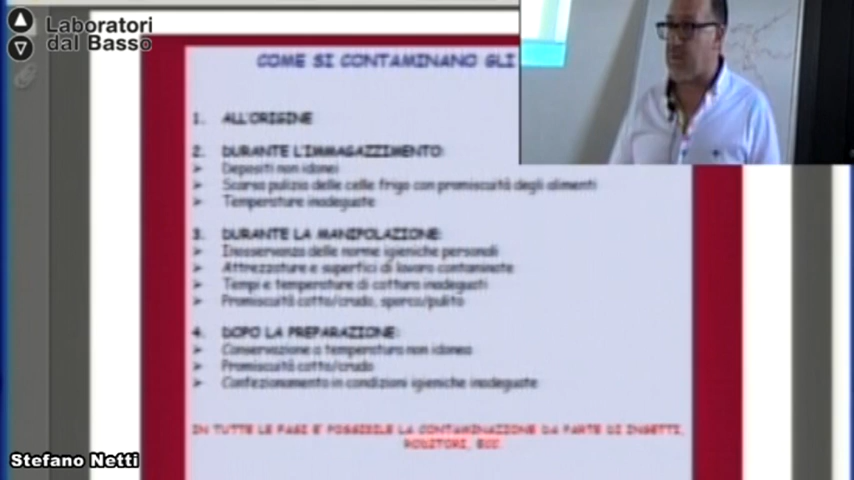 Laboratori
dal Basso
COME SI CONTAMINANO GLI
1. ALL'ORIGINE
2. DURANTE L'IMMAGAZZIMENTO:
Depositi non idonei
Scarsa pulizia delle celle frigo con promiscuità degli alimenti
Temperature inadeguate
3. DURANTE LA MANIPOLAZIONE:
Inosservanza delle norme igieniche personali
Attrezzature e superfici di lavoro contaminate
Tempi e temperature di cottura inadeguati
Promiscuità cotto/crudo, sporco/pulito
4. DOPO LA PREPARAZIONE:
Conservazione a temperatura non idonea
Promiscuità cotto/crudo
Confezionamento in condizioni igieniche inadeguate
IN TUTTE LE FASI E' POSSIBILE LA CONTAMINAZIONE DA PARTE DI INSETTI,
RODITORI, ECC.
Stefano Netti